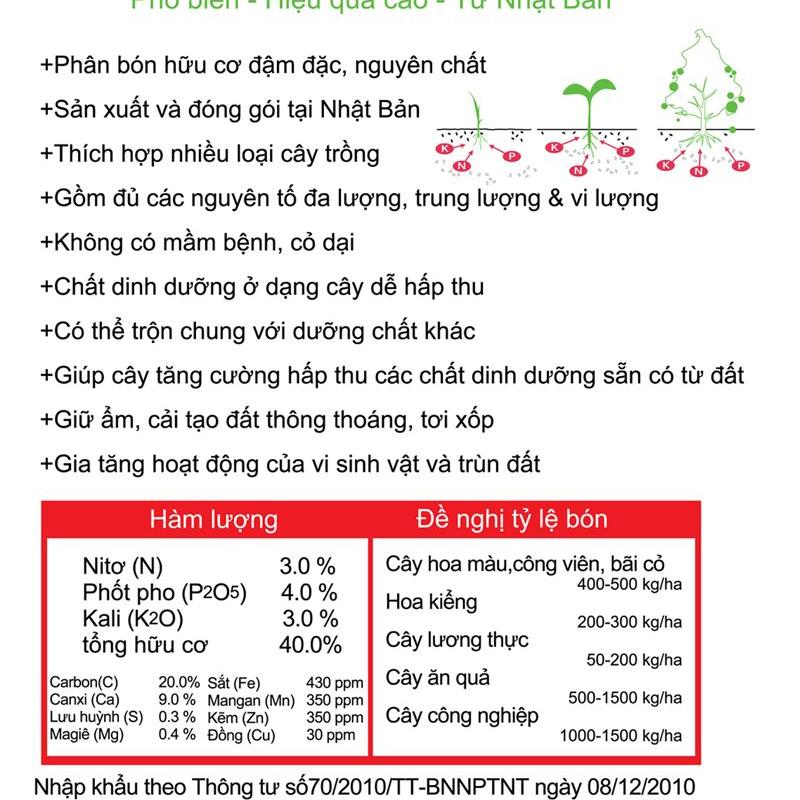 Phổ biến - Hiệu quả cao - Từ Nhật Bản
+Phân bón hữu cơ đậm đặc, nguyên chất
+Sản xuất và đóng gói tại Nhật Bản
+Thích hợp nhiều loại cây trồng
K N P K N P K N P
+Gồm đủ các nguyên tố đa lượng, trung lượng & vi lượng
+Không có mầm bệnh, cỏ dại
+Chất dinh dưỡng ở dạng cây dễ hấp thu
+Có thể trộn chung với dưỡng chất khác
+Giúp cây tăng cường hấp thu các chất dinh dưỡng sẵn có từ đất
+Giữ ẩm, cải tạo đất thông thoáng, tơi xốp
+Gia tăng hoạt động của vi sinh vật và trùn đất
Hàm lượng
Nitơ (N) 3.0 %
Phốt pho (P2O5) 4.0 %
Kali (K2O) 3.0 %
tổng hữu cơ 40.0%
Carbon(C) 20.0% Sắt (Fe) 430 ppm
Canxi (Ca) 9.0 % Mangan (Mn) 350 ppm
Lưu huỳnh (S) 0.3 % Kẽm (Zn) 350 ppm
Magiê (Mg) 0.4 % Đồng (Cu) 30 ppm
Đề nghị tỷ lệ bón
Cây hoa màu,công viên, bãi cỏ
400-500 kg/ha
Hoa kiểng
200-300 kg/ha
Cây lương thực
50-200 kg/ha
Cây ăn quả
500-1500 kg/ha
Cây công nghiệp
1000-1500 kg/ha
Nhập khẩu theo Thông tư số70/2010/TT-BNNPTNT ngày 08/12/2010